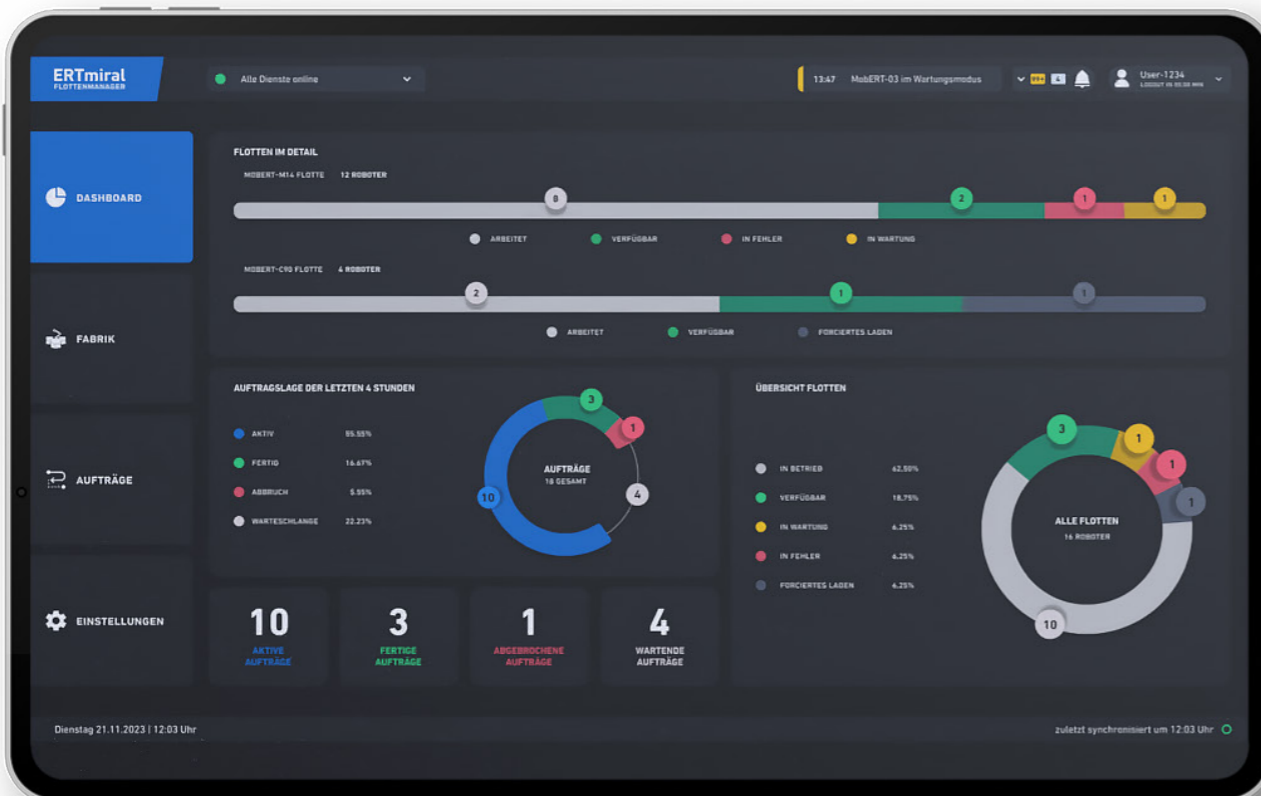 ERTmiral
FLOTTENMANAGER
Alle Dienste online
13:47 MobERT-03 im Wartungsmodus
99+
4
User-1234
DASHBOARD
FABRIK
AUFTRÄGE
EINSTELLUNGEN
FLOTTEN IM DETAIL
MOBERT-M14 FLOTTE 12 ROBOTER
8 2 1 1
ARBEITET VERFÜGBAR IN FEHLER IN WARTUNG
MOBERT-C90 FLOTTE 4 ROBOTER
2 1 1
ARBEITET VERFÜGBAR FORCIERTES LADEN
AUFTRAGSLAGE DER LETZTEN 4 STUNDEN
AKTIV 55.55%
FERTIG 16.67%
ABBRUCH 5.55%
WARTESCHLANGE 22.23%
3
1
4
10
AUFTRÄGE
18 GESAMT
10
AKTIVE
AUFTRÄGE
3
FERTIGE
AUFTRÄGE
1
ABGEBROCHENE
AUFTRÄGE
4
WARTENDE
AUFTRÄGE
ÜBERSICHT FLOTTEN
IN BETRIEB 62,50%
VERFÜGBAR 18,75%
IN WARTUNG 6.25%
IN FEHLER 6.25%
FORCIERTES LADEN 6.25%
3
1
1
1
10
ALLE FLOTTEN
16 ROBOTER
Dienstag 21.11.2023 | 12:03 Uhr
zuletzt synchronisiert um 12:03 Uhr